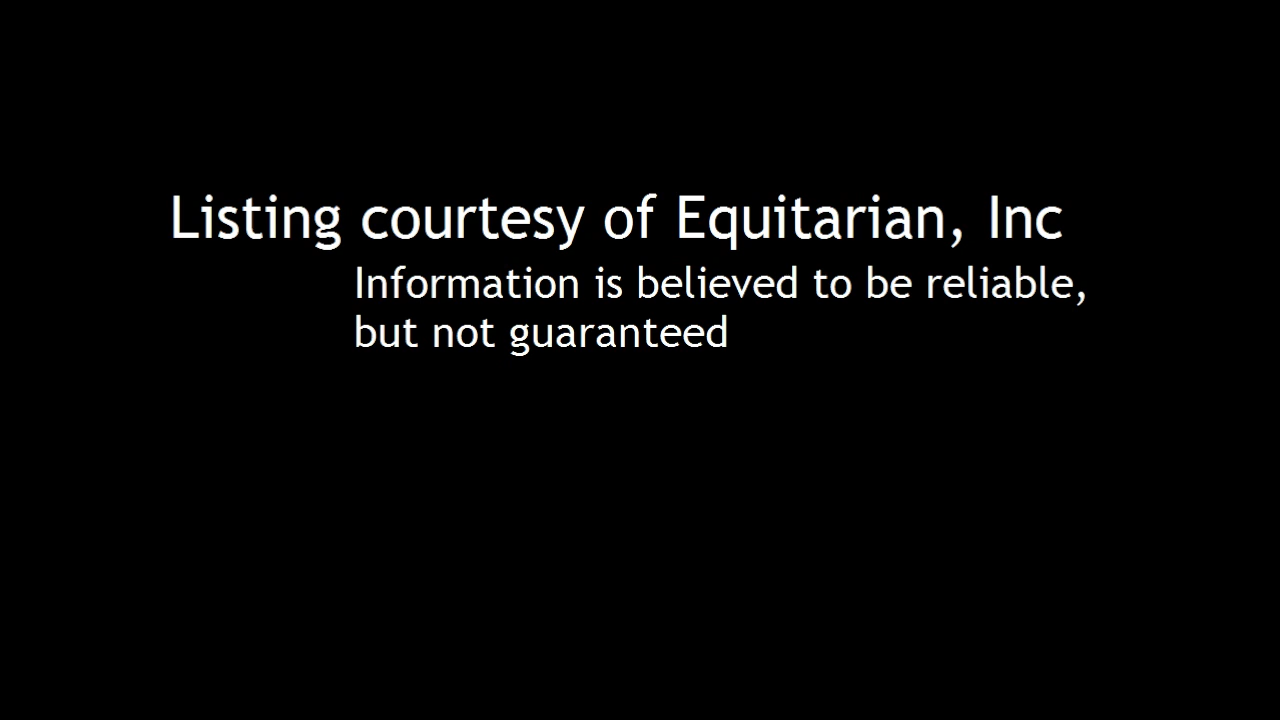 Listing courtesy of Equitarian, Inc
Information is believed to be reliable,
but not guaranteed